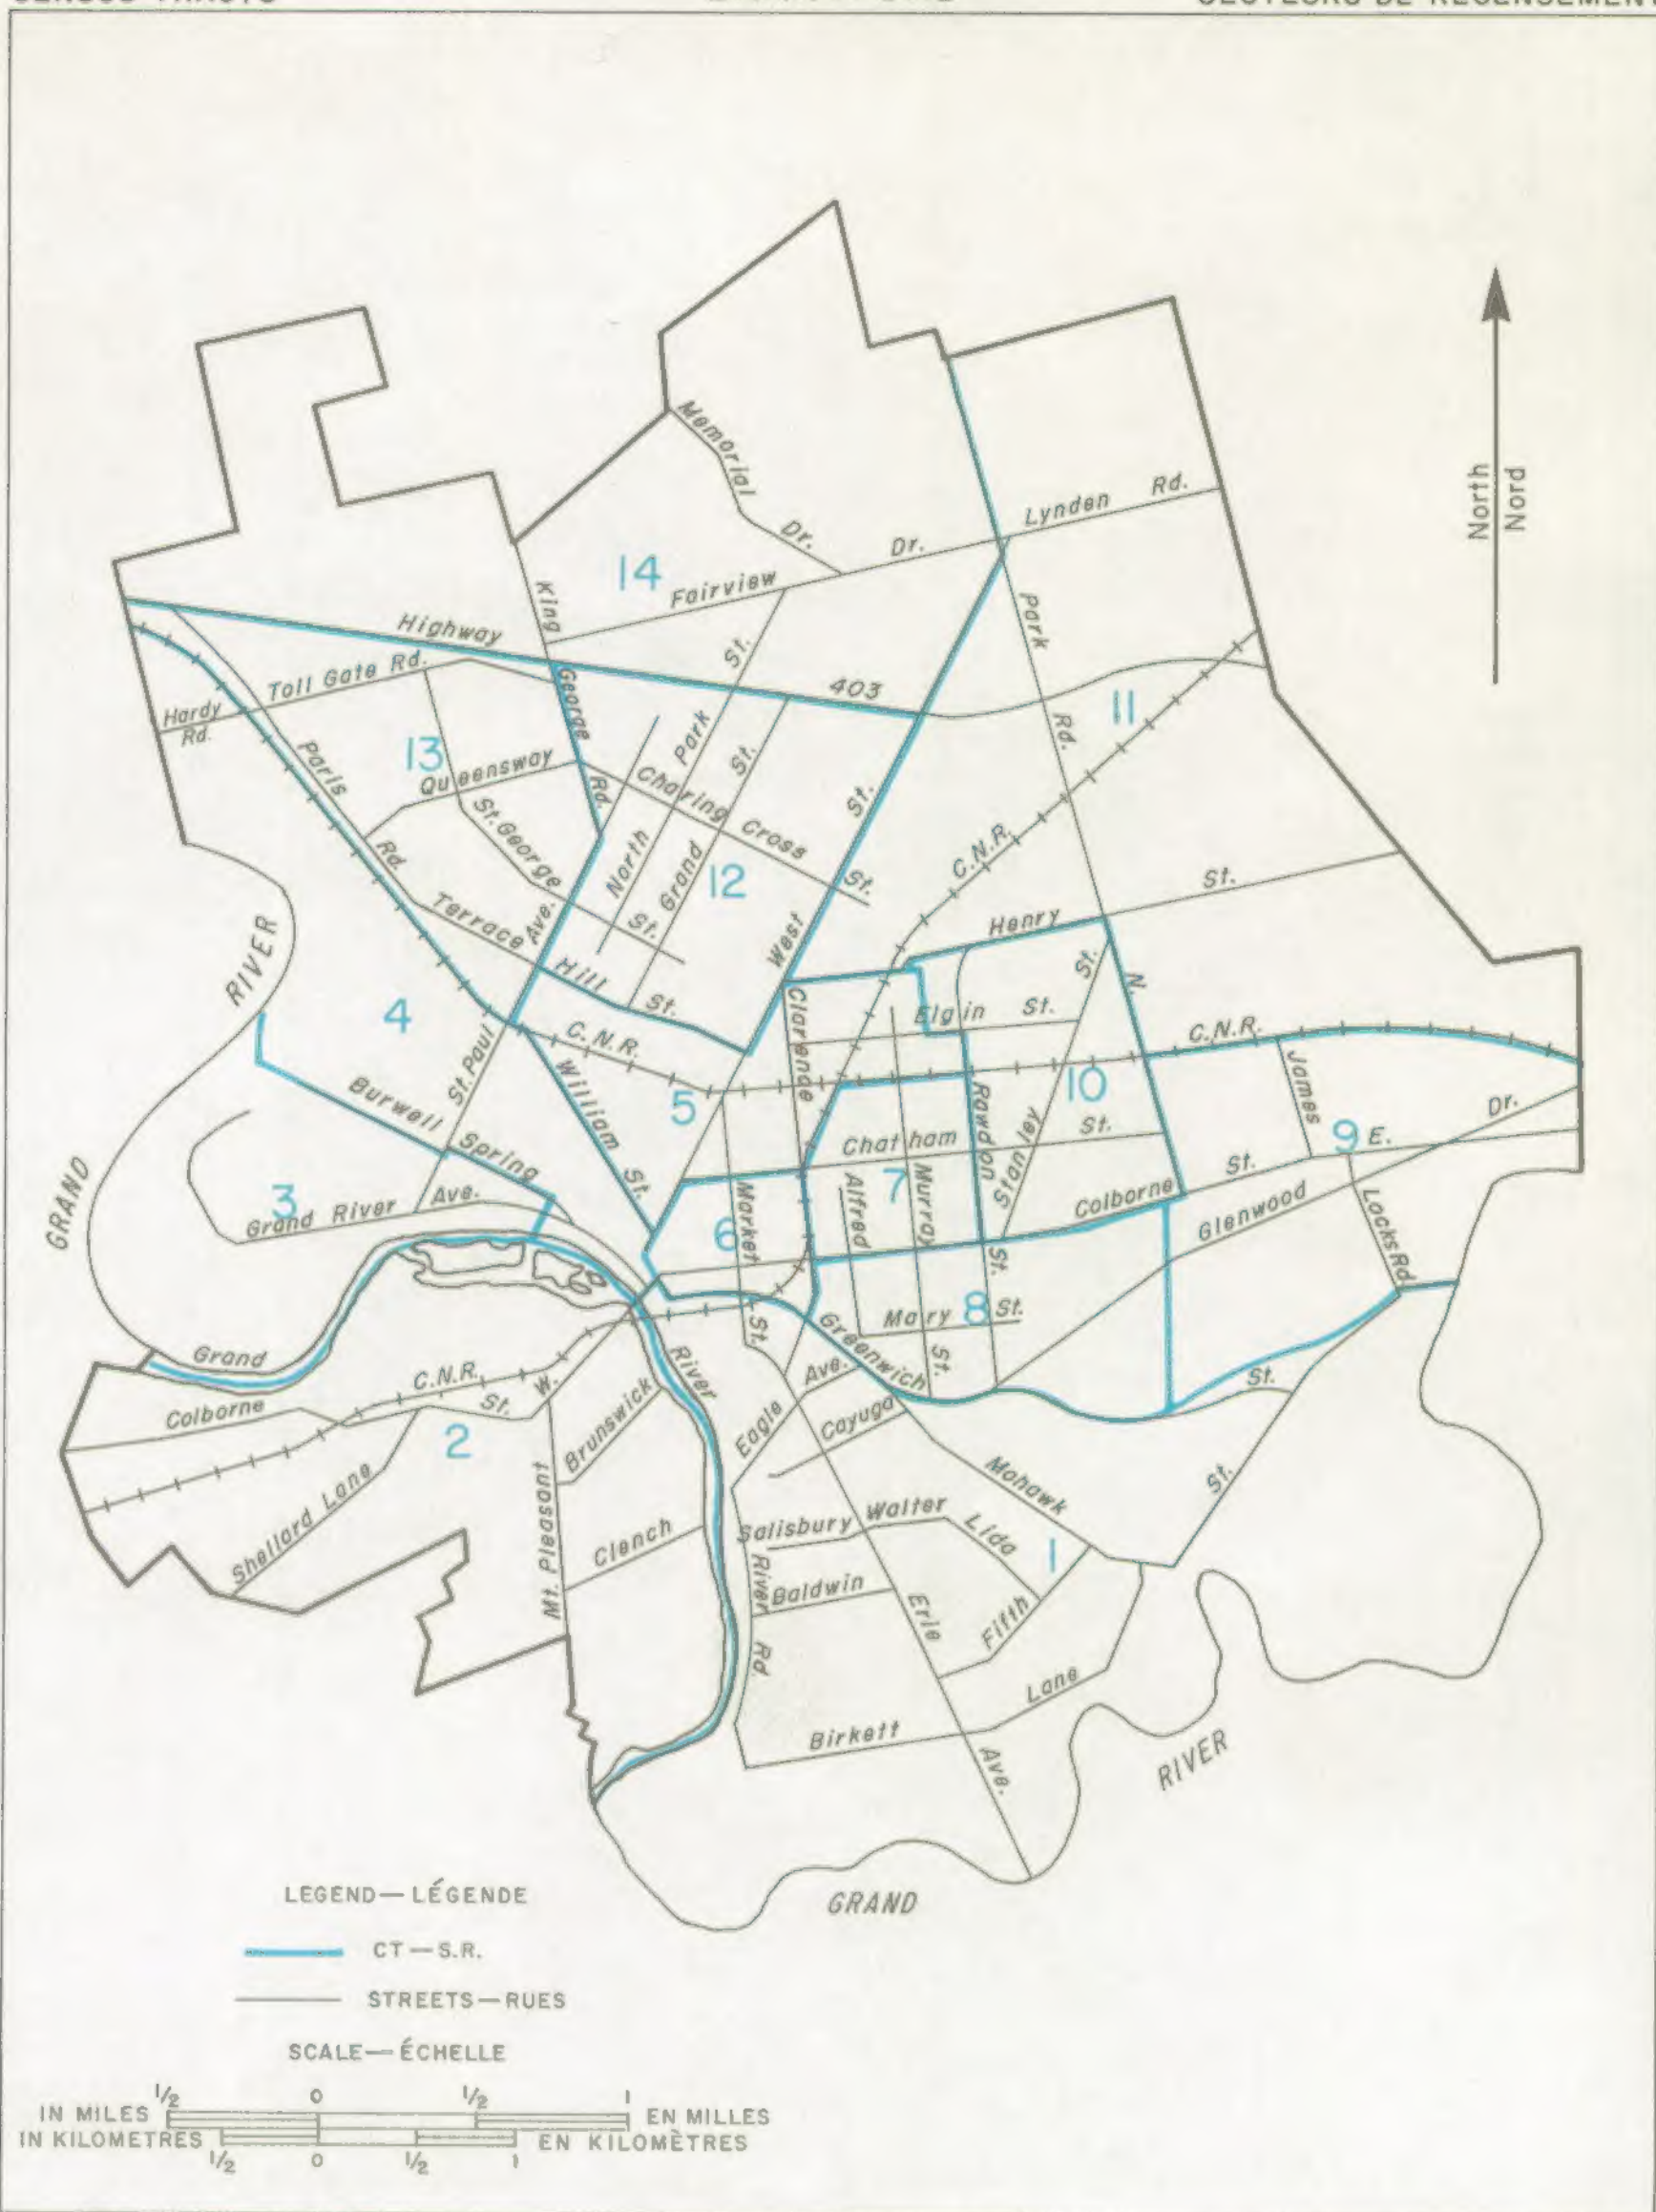 Memorial
Dr.
Lynden Rd.
North
Nord
14
Fairview Dr.
King George Rd.
Park Rd. N.
Highway 403
Toll Gate Rd.
Hardy
Rd.
11
13
Paris Rd.
Queensway
St. George St.
North Park St.
Grand St.
Charing Cross St.
12
West St.
C.N.R.
Henry St.
Terrace Hill St.
Ave.
St. Paul
RIVER
GRAND
4
C.N.R.
William St.
5
Clarence
Elgin St.
St.
C.N.R.
10
James
Dr.
Burwell
Spring
3
Grand River Ave.
Chatham St.
Rawdon
St.
Stanley
7
Alfred
Murray
St.
6
Market
St.
9
E.
St.
Colborne
Glenwood
Locks Rd.
8
Mary St.
Greenwich
St.
Grand
River
C.N.R.
Colborne St. W.
2
Shellard Lane
Mt. Pleasant
Brunswick
Clench
Eagle Ave.
Cayuga
Mohawk
St.
Salisbury
Walter
Lida
1
River
Rd.
Baldwin
Erie
Ave.
Fifth
Birkett Lane
RIVER
GRAND
LEGEND—LÉGENDE
CT—S.R.
STREETS—RUES
SCALE—ÉCHELLE
1/2 0 1/2 1
IN MILES EN MILLES
IN KILOMETRES EN KILOMÈTRES
1/2 0 1/2 1